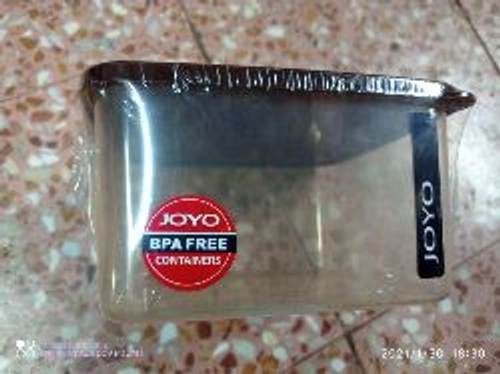 JOYO
BPA FREE
CONTAINERS
JOYO
2021/1/30 18:30